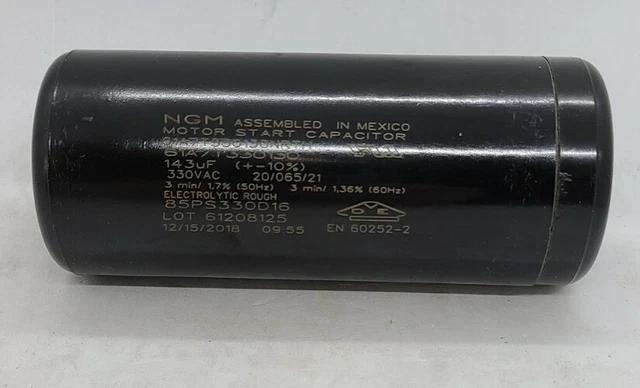 NGM ASSEMBLED IN MEXICO
MOTOR START CAPACITOR
143uF (+-10%)
330VAC 20/065/21
3 min/ 1,7% (50Hz) 3 min/ 1,36% (60Hz)
ELECTROLYTIC ROUGH
85PS330D16
LOT 61208125
12/15/2018 09:55 EN 60252-2
VDE